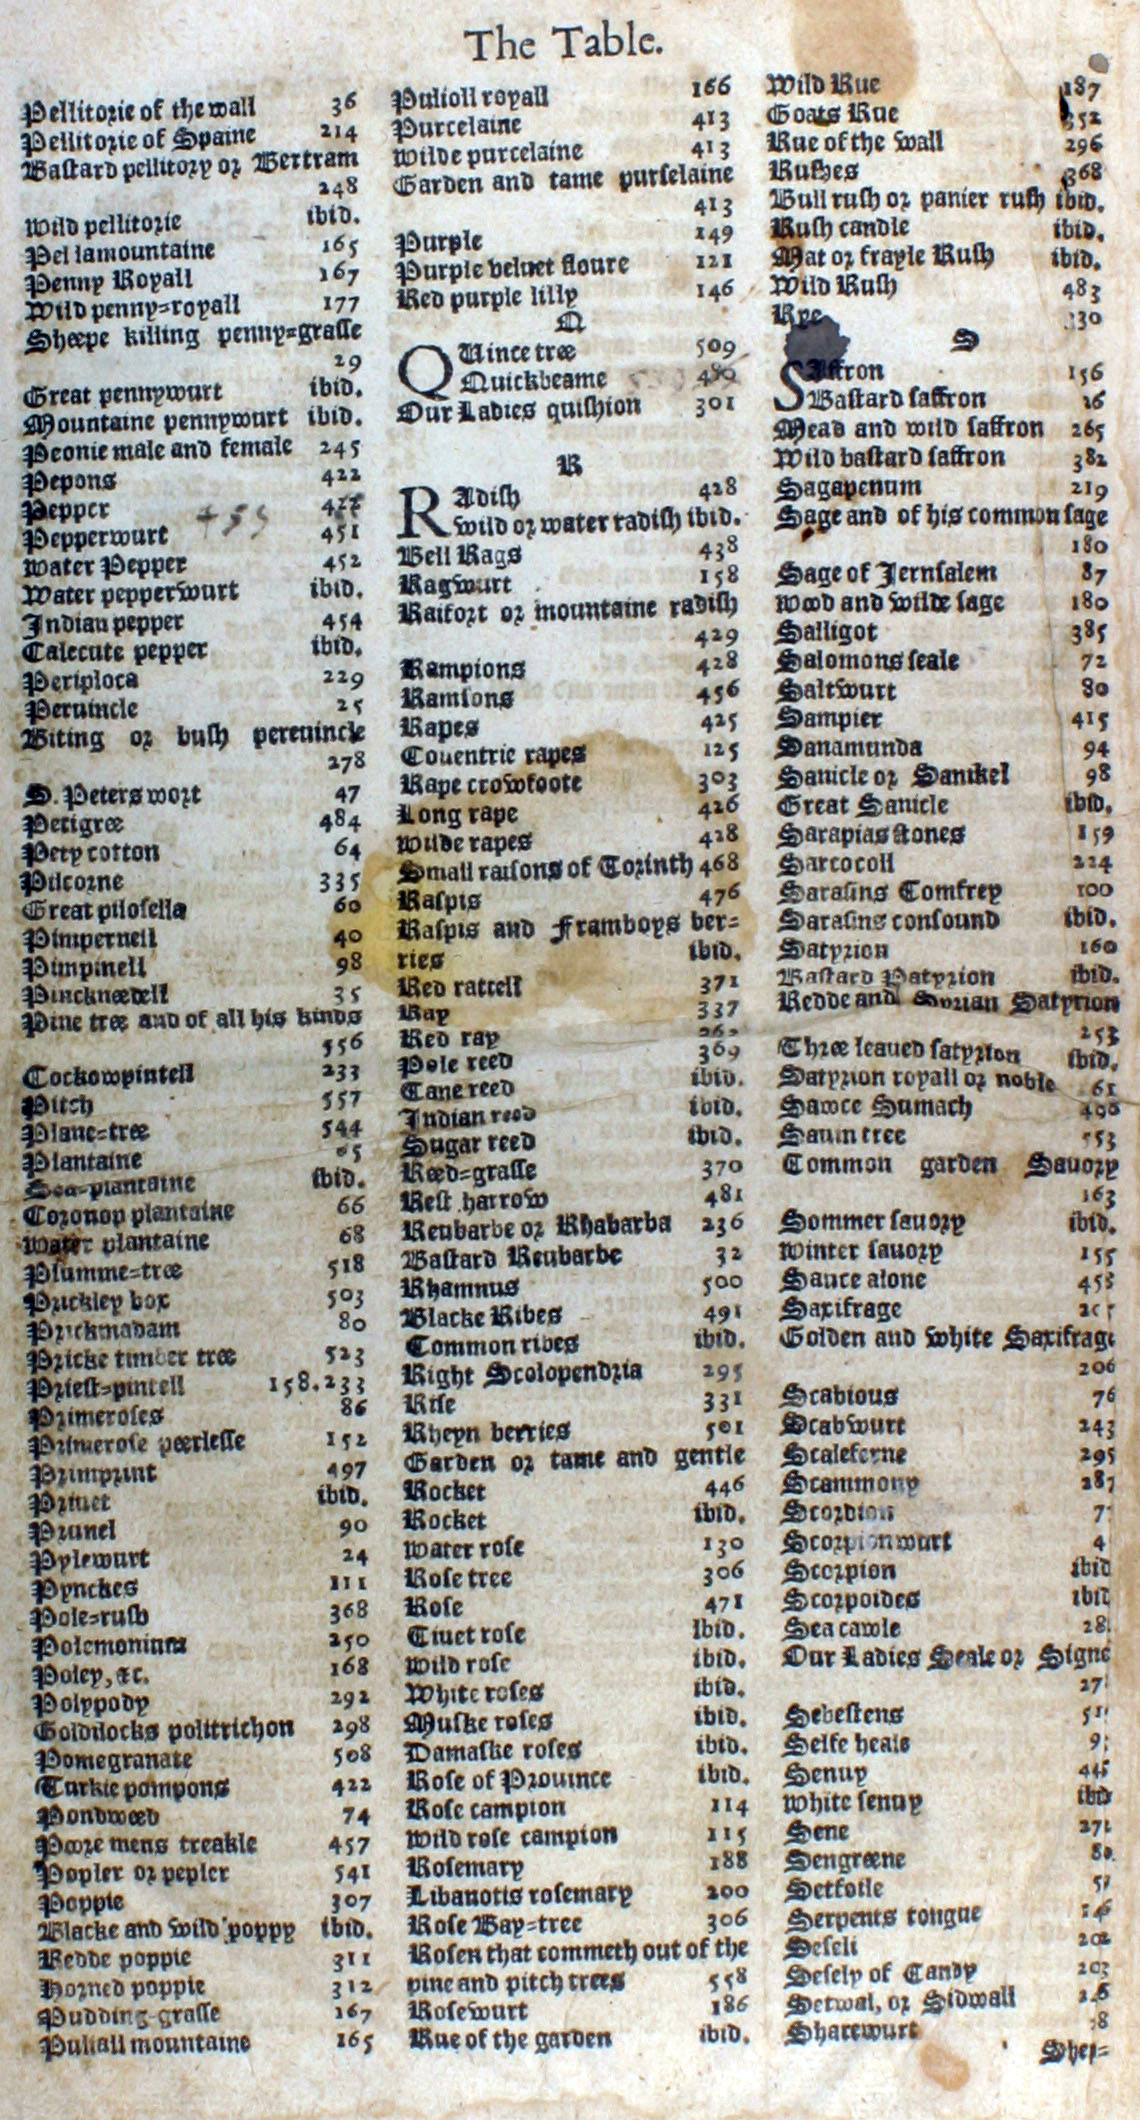 The Table.
Pellitorie of the wall 36
Pellitorie of Spaine 214
Bastard pellitory or Bertram
248
Wild pellitorie ibid.
Pellamountaine 165
Penny Royall 167
Wild penny=royall 177
Sheepe killing penny=grasse
29
Great pennywurt ibid.
Mountaine pennywurt ibid.
Peonie male and female 245
Pepons 422
Pepper
Pepperwurt 451
Water Pepper 452
Water pepperwurt ibid.
Indian pepper 454
Calecute pepper ibid.
Periploca 229
Peruincle 25
Biting or bush pereuincle
278
S. Peters wort 47
Petigree 484
Pety cotton 64
Pilcorne 335
Great pilosella 60
Pimpernell 40
Pimpinell 98
Pinckneedell 35
Pine tree and of all his kinds
556
Cockowpintell 233
Pitch 557
Plane=tree 544
Plantaine
Sea=plantaine ibid.
Coronop plantaine 66
Water plantaine 68
Plumme=tree 518
Prickley box 503
Prickmadam 80
Pricke timber tree 523
Priest=pintell 158.233
Primeroses 86
Primerose peerlesse 152
Primprint 497
Priuet ibid.
Prunel 90
Pylewurt 24
Pynckes 111
Pole=rush 368
Polemonium 250
Poley, &c. 168
Polypody 292
Goldilocks politrichon 298
Pomegranate 508
Turkie pompons 422
Pondweed 74
Poore mens treakle 457
Popler or pepler 541
Poppie 307
Blacke and wild poppy ibid.
Redde poppie 311
Horned poppie 312
Pudding-grasse 167
Puliall mountaine 165
Pulioll royall 166
Purcelaine 413
Wilde purcelaine 413
Garden and tame purselaine
413
Purple 149
Purple veluet floure 121
Red purple lilly 146
Q
QUince tree 509
Quickbeame
Our Ladies quishion 301
R
RAdish 428
Wild or water radish ibid.
Bell Rags 438
Ragwurt 158
Raifort or mountaine radish
429
Rampions 428
Ramsons 456
Rapes 425
Couentrie rapes 125
Rape crowfoote 303
Long rape 426
Wilde rapes 428
Small raisons of Corinth 468
Raspis 476
Raspis and Framboys ber=
ries ibid.
Red rattell 371
Ray 337
Red ray
Pole reed 369
Cane reed ibid.
Indian reed ibid.
Sugar reed ibid.
Reed=grasse 370
Rest harrow 481
Reubarbe or Rhabarba 236
Bastard Reubarbe 32
Rhamnus 500
Blacke Ribes 491
Common ribes ibid.
Right Scolopendria 295
Rise 331
Rheyn berries 501
Garden or tame and gentle
Rocket 446
Rocket ibid.
Water rose 130
Rose tree 306
Rose 471
Ciuet rose Ibid.
Wild rose ibid.
White roses ibid.
Muske roses ibid.
Damaske roses ibid.
Rose of Prouince ibid.
Rose campion 114
Wild rose campion 115
Rosemary 188
Libanotis rosemary 200
Rose Bay=tree 306
Rosen that commeth out of the
pine and pitch trees 558
Rosewurt 186
Rue of the garden ibid.
Wild Rue 187
Goats Rue 352
Rue of the wall 296
Rushes 368
Bull rush or panier rush ibid.
Rush candle ibid.
Mat or frayle Rush ibid.
Wild Rush 483
Rye 330
S
SAffron 156
Bastard saffron 26
Mead and wild saffron 265
Wild bastard saffron 382
Sagapenum 219
Sage and of his common sage
180
Sage of Jernsalem 87
Wood and wilde sage 180
Salligot 385
Salomons seale 72
Saltwurt 80
Sampier 415
Sanamunda 94
Sanicle or Sanikel 98
Great Sanicle ibid.
Sarapias stones 159
Sarcocoll 224
Sarasins Comfrey 100
Sarasins consound ibid.
Satyrion 160
Bastard Satyrion ibid.
Redde and Syrian Satyrion
253
Three leaued satyrion ibid.
Satyrion royall or noble
Sawce Sumach
Sauin tree 553
Common garden Sauory
163
Sommer sauory ibid.
Winter sauory 155
Sauce alone 458
Saxifrage
Golden and white Saxifrage
206
Scabious 76
Scabwurt 243
Scaleferne 295
Scammony 287
Scordion
Scorpionwurt
Scorpion ibid
Scorpoides ibid
Sea cawle
Our Ladies Seale or Signe
Sebestens
Selfe heale
Senuy
White senuy ibid
Sene 271
Sengreene
Setfoile
Serpents tongue 146
Seseli 202
Sesely of Candy 203
Setwal, or Sidwall
Sharewurt
Sher=